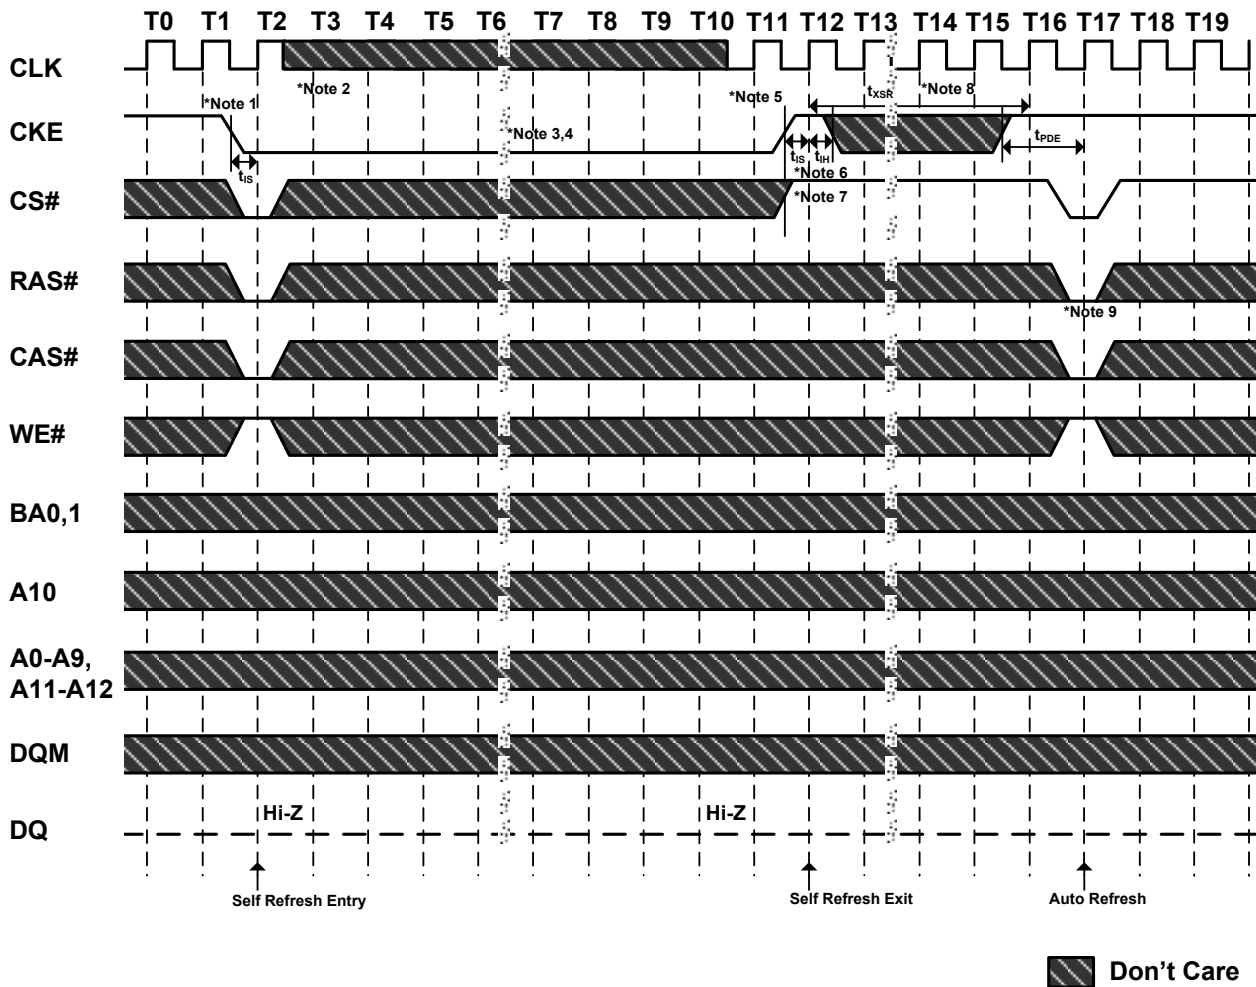 T0 T1 T2 T3 T4 T5 T6 T7 T8 T9 T10 T11 T12 T13 T14 T15 T16 T17 T18 T19
CLK
*Note 1 *Note 2 *Note 5 tXSR *Note 8
CKE
*Note 3,4 tPDE
tIS tIS tIH
*Note 6
CS#
*Note 7
RAS#
*Note 9
CAS#
WE#
BA0,1
A10
A0-A9,
A11-A12
DQM
Hi-Z Hi-Z
DQ
Self Refresh Entry Self Refresh Exit Auto Refresh
Don't Care